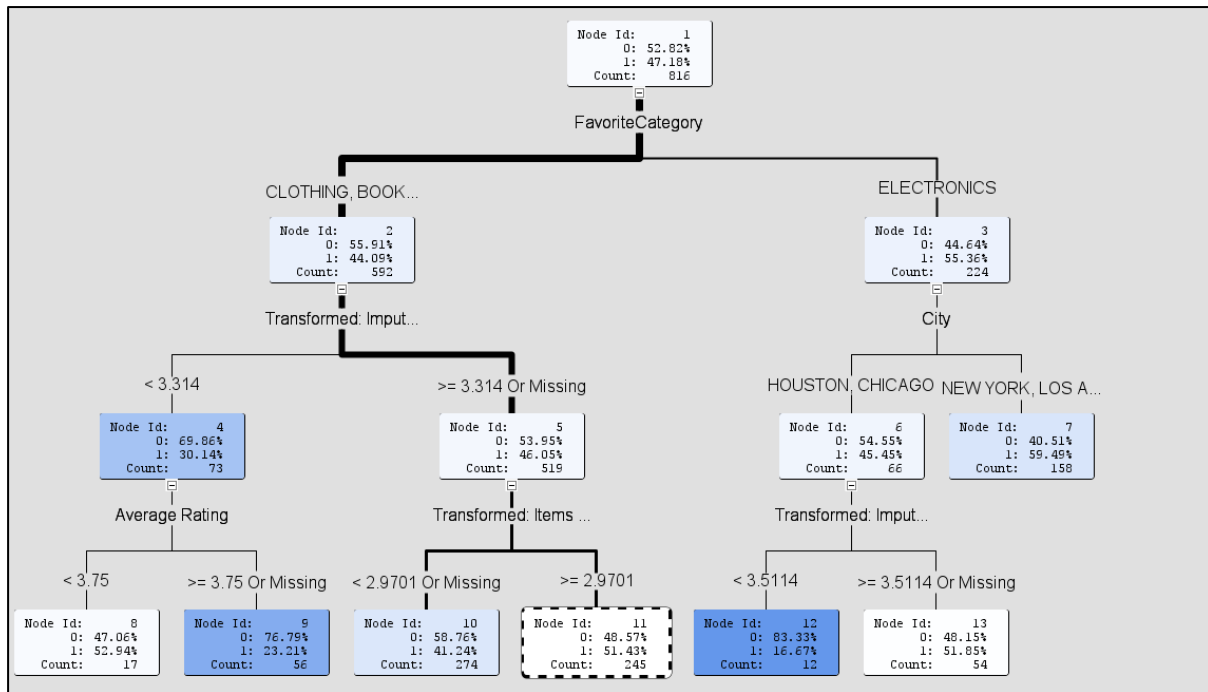 Node Id: 1
0: 52.82%
1: 47.18%
Count: 816
FavoriteCategory
CLOTHING, BOOK...
ELECTRONICS
Node Id: 2
0: 55.91%
1: 44.09%
Count: 592
Node Id: 3
0: 44.64%
1: 55.36%
Count: 224
Transformed: Imput...
City
< 3.314
>= 3.314 Or Missing
HOUSTON, CHICAGO
NEW YORK, LOS A...
Node Id: 4
0: 69.86%
1: 30.14%
Count: 73
Node Id: 5
0: 53.95%
1: 46.05%
Count: 519
Node Id: 6
0: 54.55%
1: 45.45%
Count: 66
Node Id: 7
0: 40.51%
1: 59.49%
Count: 158
Average Rating
Transformed: Items ...
Transformed: Imput...
< 3.75
>= 3.75 Or Missing
< 2.9701 Or Missing
>= 2.9701
< 3.5114
>= 3.5114 Or Missing
Node Id: 8
0: 47.06%
1: 52.94%
Count: 17
Node Id: 9
0: 76.79%
1: 23.21%
Count: 56
Node Id: 10
0: 58.76%
1: 41.24%
Count: 274
Node Id: 11
0: 48.57%
1: 51.43%
Count: 245
Node Id: 12
0: 83.33%
1: 16.67%
Count: 12
Node Id: 13
0: 48.15%
1: 51.85%
Count: 54